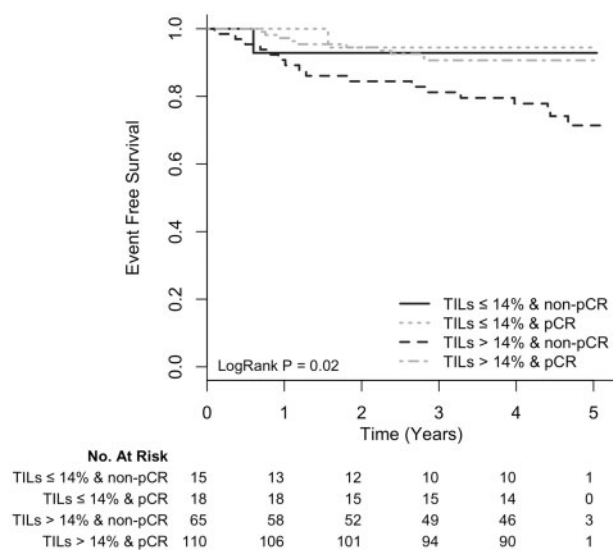 1.0
0.8
0.6
0.4
0.2
0.0
Event Free Survival
TILs ≤ 14% & non-pCR
TILs ≤ 14% & pCR
TILs > 14% & non-pCR
TILs > 14% & pCR
LogRank P = 0.02
0 1 2 3 4 5
Time (Years)
No. At Risk
TILs ≤ 14% & non-pCR 15 13 12 10 10 1
TILs ≤ 14% & pCR 18 18 15 15 14 0
TILs > 14% & non-pCR 65 58 52 49 46 3
TILs > 14% & pCR 110 106 101 94 90 1